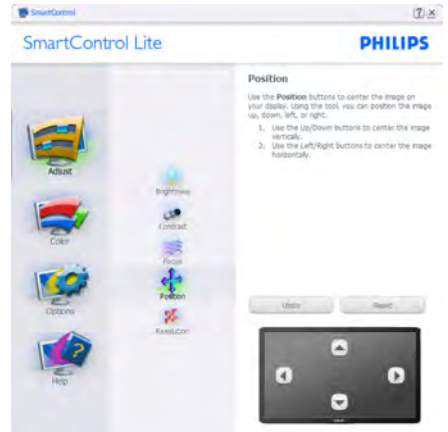 SmartControl
SmartControl Lite
PHILIPS
Position
Use the Position buttons to center the image on
your display. Using the tool, you can position the image
up, down, left, or right.
1. Use the Up/Down buttons to center the image
vertically.
2. Use the Left/Right buttons to center the image
horizontally.
Adjust
Color
Options
Help
Brightness
Contrast
Focus
Position
Resolution
Undo
Reset